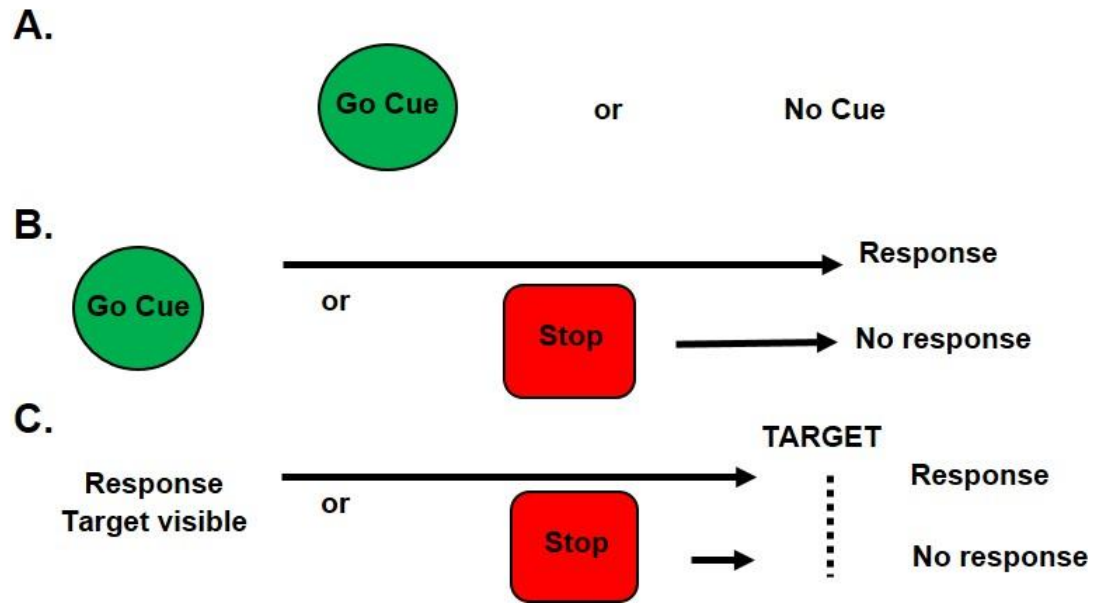 A.
Go Cue or No Cue
B.
Go Cue
or
Response
Stop
No response
C.
Response
Target visible
or
TARGET
Response
Stop
No response